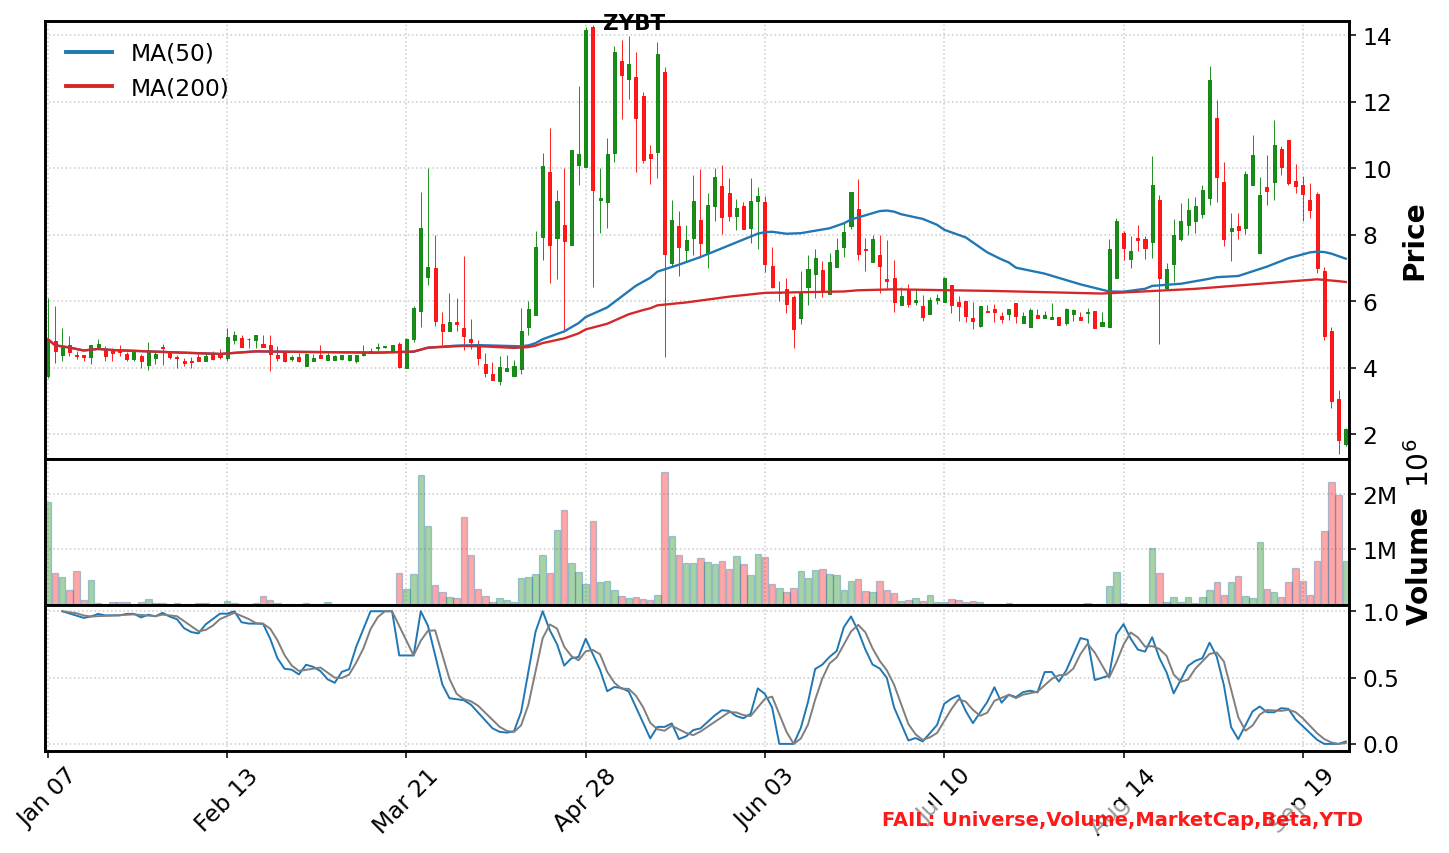 ZYBT
MA(50)
MA(200)
14
12
10
8
6
4
2
Price
2M
1M
Volume 10⁶
1.0
0.5
0.0
Jan 07
Feb 13
Mar 21
Apr 28
Jun 03
Jul 10
Aug 14
Sep 19
FAIL: Universe,Volume,MarketCap,Beta,YTD